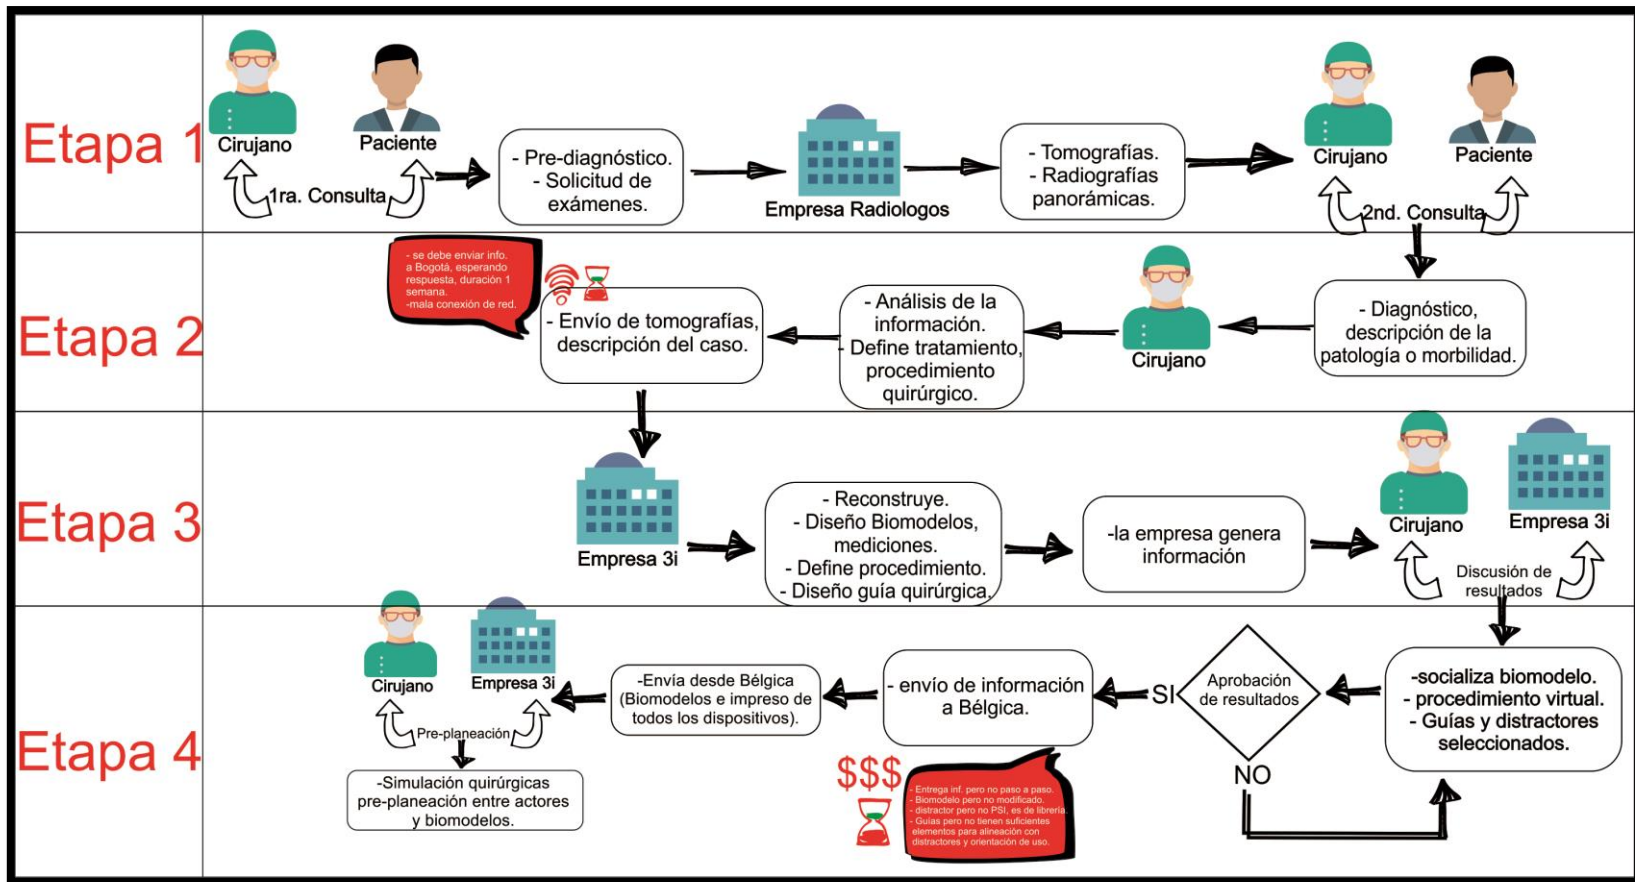 Etapa 1
Cirujano
Paciente
1ra. Consulta
- Pre-diagnóstico.
- Solicitud de
exámenes.
Empresa Radiologos
- Tomografías.
- Radiografías
panorámicas.
Cirujano
Paciente
2nd. Consulta
Etapa 2
- Diagnóstico,
descripción de la
patología o morbilidad.
Cirujano
- Análisis de la
información.
- Define tratamiento,
procedimiento
quirúrgico.
- Envío de tomografías,
descripción del caso.
- se debe enviar info.
a Bogotá, esperando
respuesta, duración 1
semana.
-mala conexión de red.
Etapa 3
Empresa 3i
- Reconstruye.
- Diseño Biomodelos,
mediciones.
- Define procedimiento.
- Diseño guía quirúrgica.
-la empresa genera
información
Cirujano
Empresa 3i
Discusión de
resultados
Etapa 4
-socializa biomodelo.
- procedimiento virtual.
- Guías y distractores
seleccionados.
Aprobación
de resultados
SI
NO
- envío de información
a Bélgica.
$$$
- Entrega inf. pero no paso a paso.
- Biomodelo pero no modificado.
- distractor pero no PSI, es de librería.
- Guías pero no tienen suficientes
elementos para alineación con
distractores y orientación de uso.
-Envía desde Bélgica
(Biomodelos e impreso de
todos los dispositivos).
Cirujano
Empresa 3i
Pre-planeación
-Simulación quirúrgicas
pre-planeación entre actores
y biomodelos.